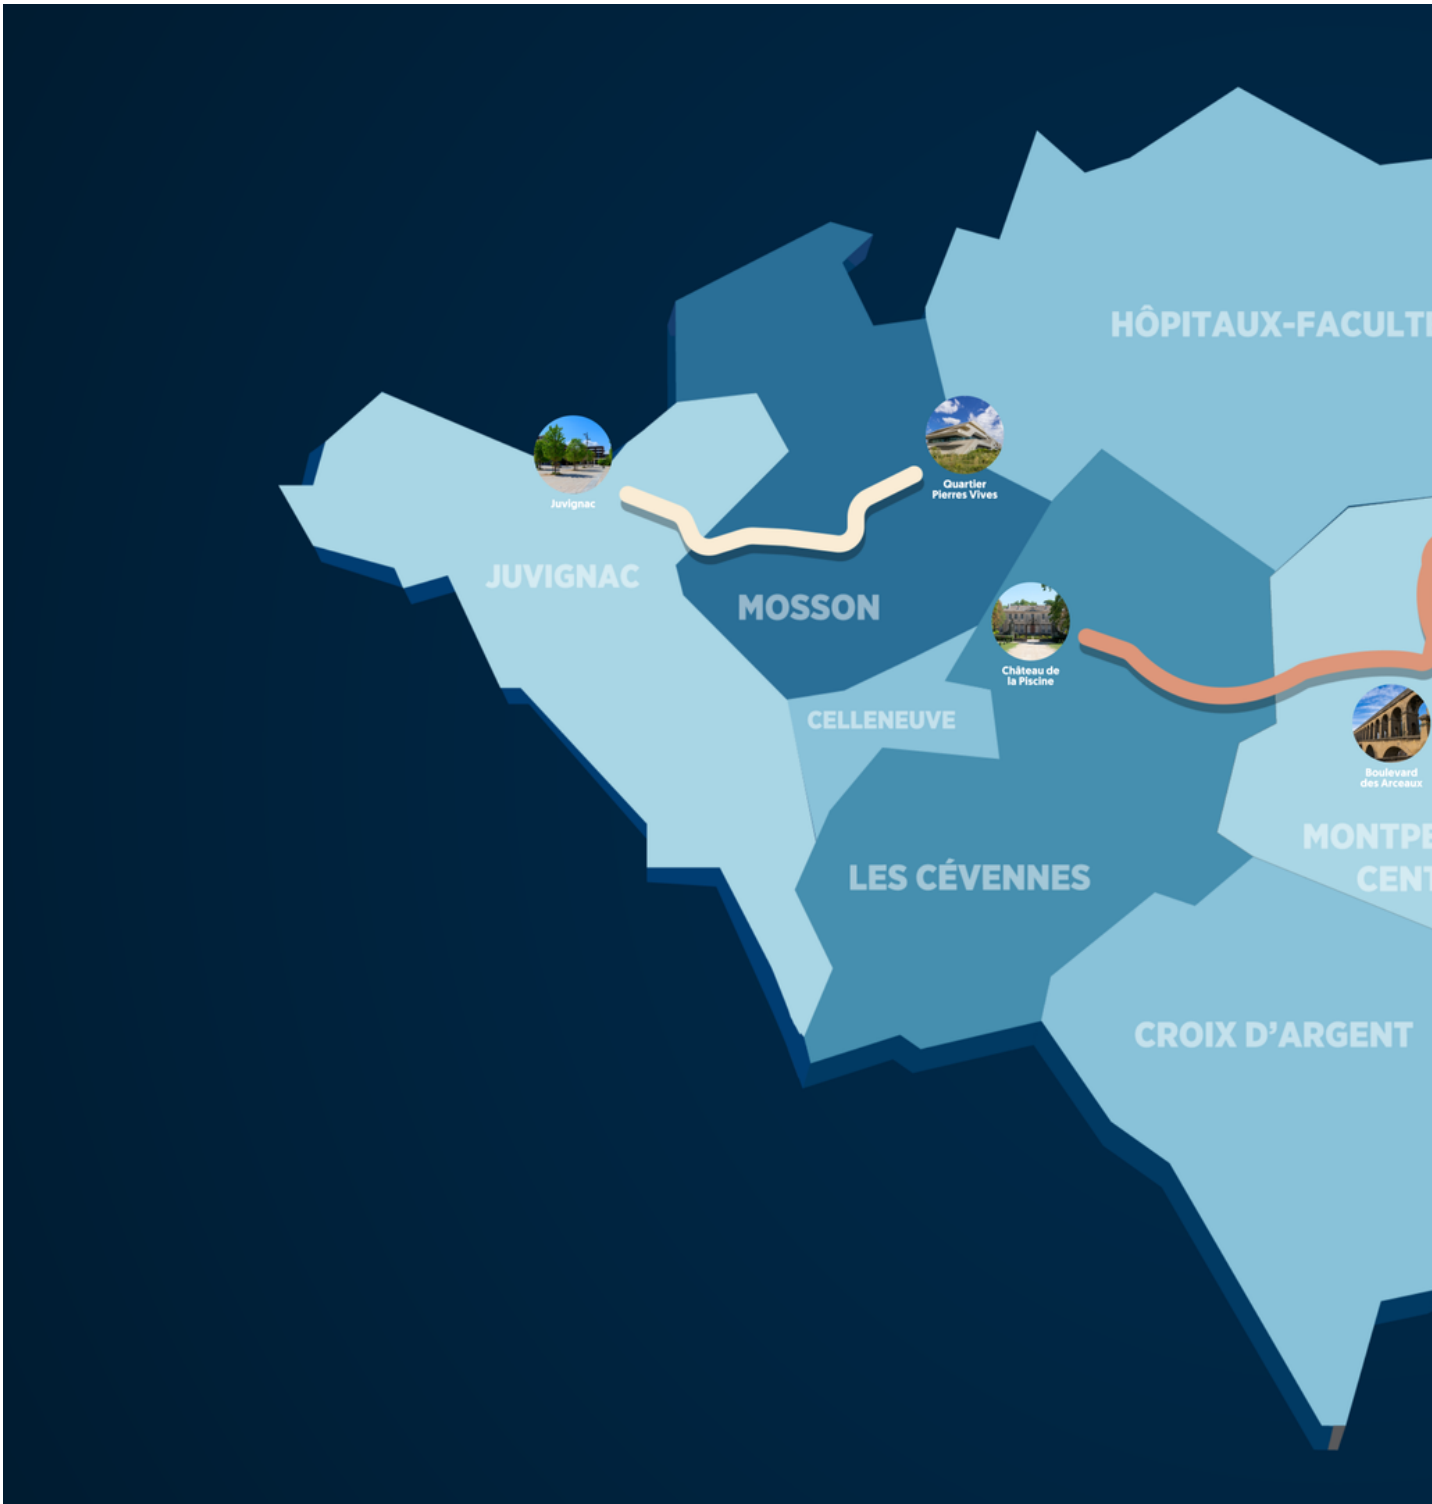 HÔPITAUX-FACULTÉ
Quartier
Pierres Vives
Juvignac
JUVIGNAC
MOSSON
Château de
la Piscine
CELLENEUVE
Boulevard
des Arceaux
MONTPE
CENT
LES CÉVENNES
CROIX D’ARGENT